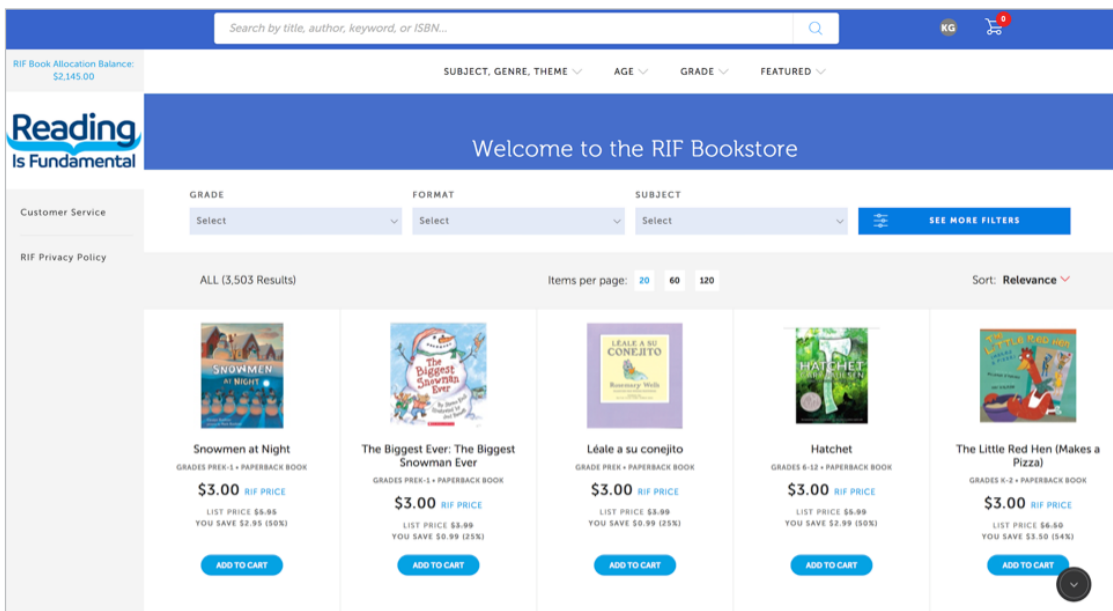 Search by title, author, keyword, or ISBN...
KG
0
RIF Book Allocation Balance:
$2,145.00
SUBJECT, GENRE, THEME
AGE
GRADE
FEATURED
Reading
Is Fundamental
Welcome to the RIF Bookstore
Customer Service
RIF Privacy Policy
GRADE
FORMAT
SUBJECT
Select
Select
Select
SEE MORE FILTERS
ALL (3,503 Results)
Items per page: 20 60 120
Sort: Relevance
SNOWMEN
AT NIGHT
Snowmen at Night
GRADES PREK-1 • PAPERBACK BOOK
$3.00 RIF PRICE
LIST PRICE $5.95
YOU SAVE $2.95 (50%)
ADD TO CART
The
Biggest
Snowman
Ever
The Biggest Ever: The Biggest
Snowman Ever
GRADES PREK-1 • PAPERBACK BOOK
$3.00 RIF PRICE
LIST PRICE $3.99
YOU SAVE $0.99 (25%)
ADD TO CART
LÉALE A SU
CONEJITO
Rosemary Wells
Léale a su conejito
GRADE PREK • PAPERBACK BOOK
$3.00 RIF PRICE
LIST PRICE $3.99
YOU SAVE $0.99 (25%)
ADD TO CART
HATCHET
Hatchet
GRADES 6-12 • PAPERBACK BOOK
$3.00 RIF PRICE
LIST PRICE $5.99
YOU SAVE $2.99 (50%)
ADD TO CART
THE
LITTLE RED HEN
The Little Red Hen (Makes a
Pizza)
GRADES K-2 • PAPERBACK BOOK
$3.00 RIF PRICE
LIST PRICE $6.50
YOU SAVE $3.50 (54%)
ADD TO CART